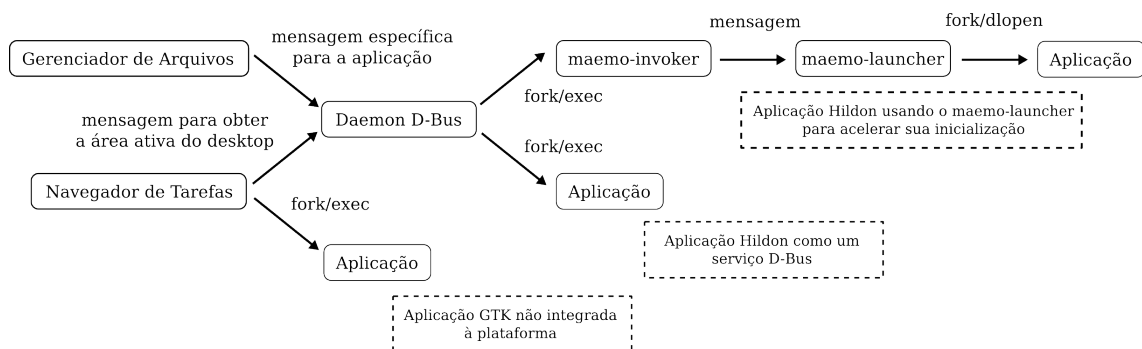 mensagem
fork/dlopen
mensagem específica
para a aplicação
Gerenciador de Arquivos
maemo-invoker
maemo-launcher
Aplicação
fork/exec
Aplicação Hildon usando o maemo-launcher
para acelerar sua inicialização
mensagem para obter
a área ativa do desktop
Daemon D-Bus
fork/exec
Navegador de Tarefas
Aplicação
fork/exec
Aplicação Hildon como um
serviço D-Bus
Aplicação
Aplicação GTK não integrada
à plataforma